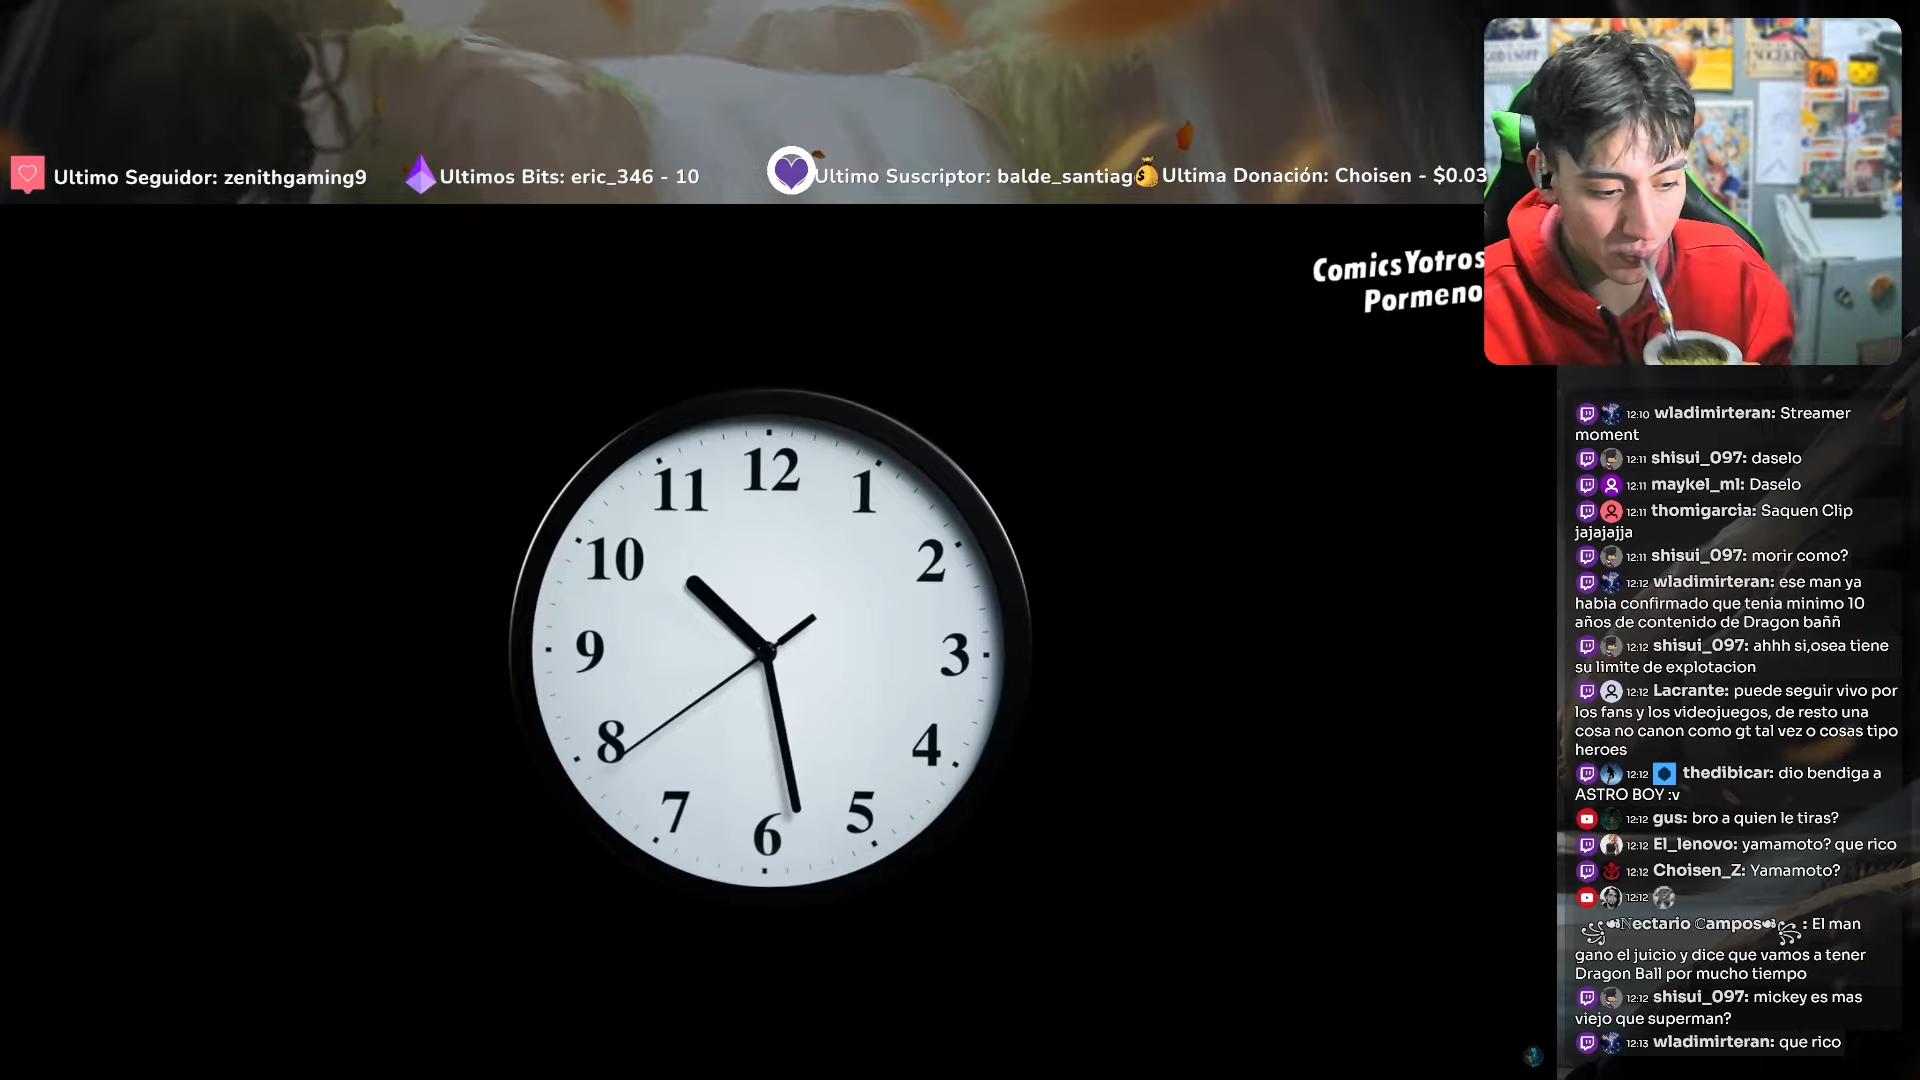 Ultimo Seguidor: zenithgaming9
Ultimos Bits: eric_346 - 10
Ultimo Suscriptor: balde_santiag
Ultima Donación: Choisen - $0.03
ComicsYotros
Pormeno
12
11
1
10
2
9
3
8
4
7
5
6
12:10 wladimirteran: Streamer
moment
12:11 shisui_097: daselo
12:11 maykel_ml: Daselo
12:11 thomigarcia: Saquen Clip
jajajajja
12:11 shisui_097: morir como?
12:12 wladimirteran: ese man ya
habia confirmado que tenia minimo 10
años de contenido de Dragon baññ
12:12 shisui_097: ahhh si,osea tiene
su limite de explotacion
12:12 Lacrante: puede seguir vivo por
los fans y los videojuegos, de resto una
cosa no canon como gt tal vez o cosas tipo
heroes
12:12 thedibicar: dio bendiga a
ASTRO BOY :v
12:12 gus: bro a quien le tiras?
12:12 El_lenovo: yamamoto? que rico
12:12 Choisen_Z: Yamamoto?
12:12
ℕectario ℂampos: El man
gano el juicio y dice que vamos a tener
Dragon Ball por mucho tiempo
12:12 shisui_097: mickey es mas
viejo que superman?
12:13 wladimirteran: que rico